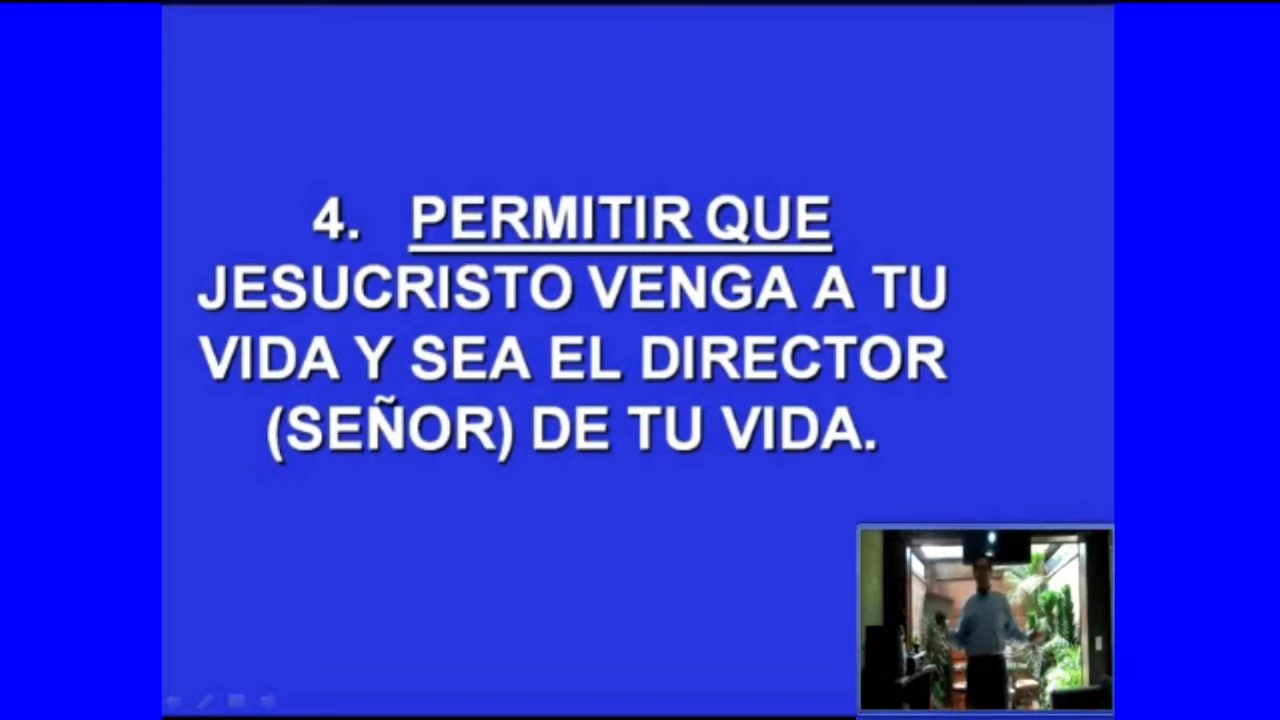 4. PERMITIR QUE
JESUCRISTO VENGA A TU
VIDA Y SEA EL DIRECTOR
(SEÑOR) DE TU VIDA.